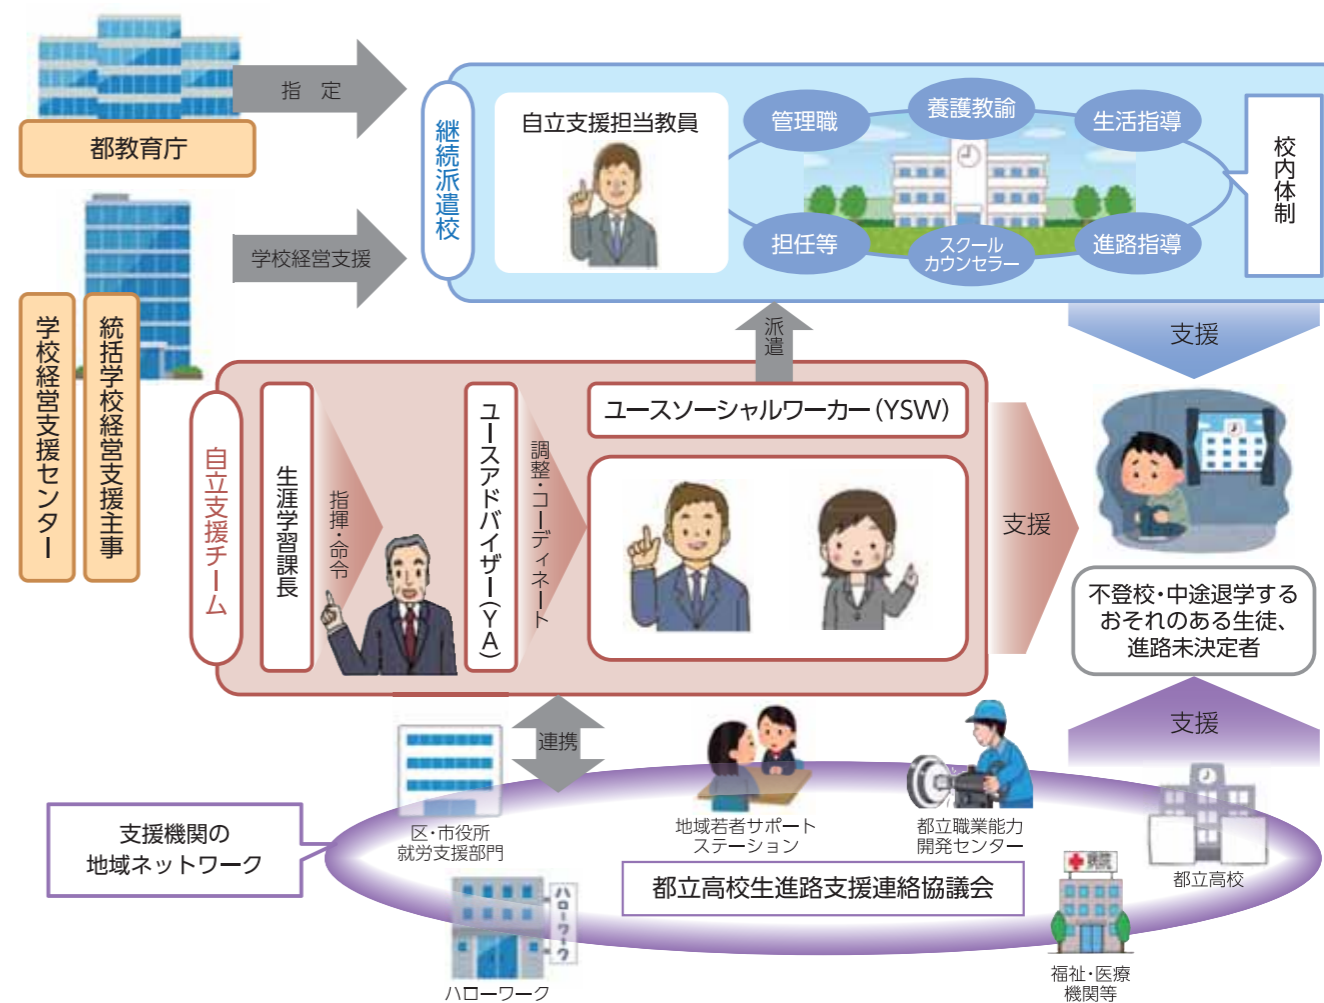 指 定
都教育庁
学校経営支援
学校経営支援センター
統括学校経営支援主事
継続派遣校
自立支援担当教員
管理職
養護教諭
生活指導
担任等
スクール
カウンセラー
進路指導
校内体制
派遣
支援
自立支援チーム
生涯学習課長
指揮・命令
ユースアドバイザー(YA)
調整・コーディネート
ユースソーシャルワーカー(YSW)
支援
不登校・中途退学する
おそれのある生徒、
進路未決定者
支援
連携
支援機関の
地域ネットワーク
区・市役所
就労支援部門
地域若者サポート
ステーション
都立職業能力
開発センター
都立高校
都立高校生進路支援連絡協議会
ハローワーク
ハローワーク
病院
福祉・医療
機関等